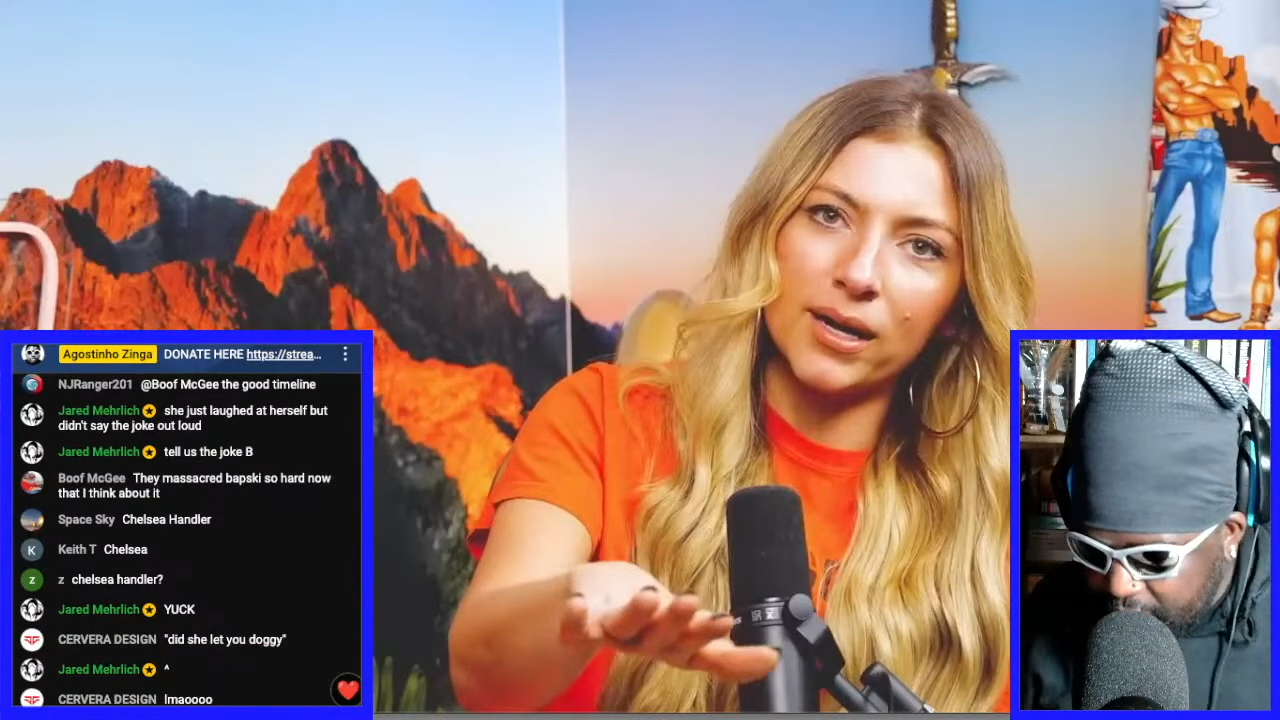 Agostinho Zinga DONATE HERE https://strea...
NJRanger201 @Boof McGee the good timeline
Jared Mehrlich she just laughed at herself but
didn't say the joke out loud
Jared Mehrlich tell us the joke B
Boof McGee They massacred bapski so hard now
that I think about it
Space Sky Chelsea Handler
K Keith T Chelsea
z z chelsea handler?
Jared Mehrlich YUCK
CERVERA DESIGN "did she let you doggy"
Jared Mehrlich ^
CERVERA DESIGN lmaoooo